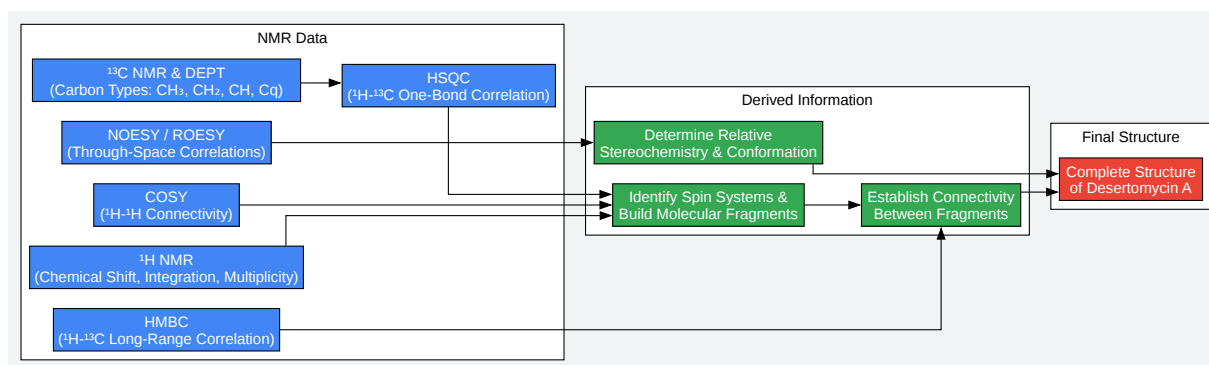 NMR Data
¹³C NMR & DEPT
(Carbon Types: CH₃, CH₂, CH, Cq)
HSQC
(¹H-¹³C One-Bond Correlation)
NOESY / ROESY
(Through-Space Correlations)
COSY
(¹H-¹H Connectivity)
¹H NMR
(Chemical Shift, Integration, Multiplicity)
HMBC
(¹H-¹³C Long-Range Correlation)
Derived Information
Determine Relative
Stereochemistry & Conformation
Identify Spin Systems &
Build Molecular Fragments
Establish Connectivity
Between Fragments
Final Structure
Complete Structure
of Desertomycin A